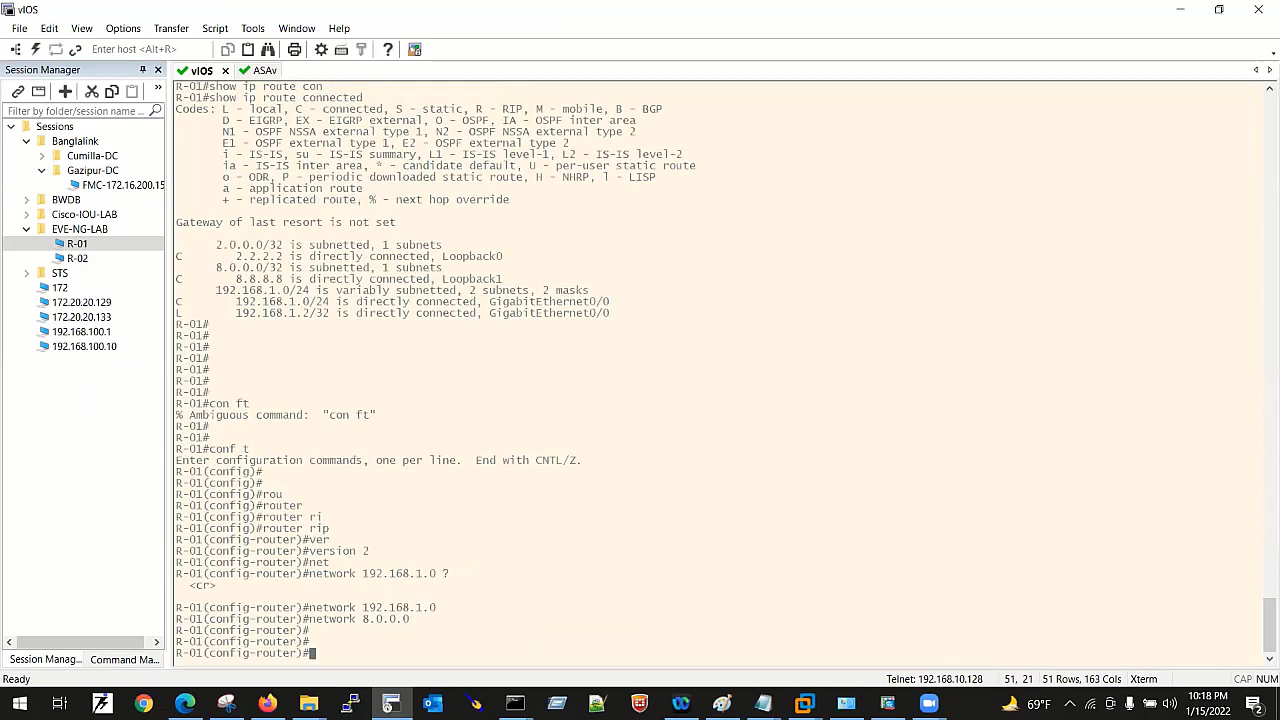 vIOS
File Edit View Options Transfer Script Tools Window Help
Enter host <Alt+R>
Session Manager
vIOS
ASAv
Filter by folder/session name ...
Sessions
Banglalink
Cumilla-DC
Gazipur-DC
FMC-172.16.200.15
BWDB
Cisco-IOU-LAB
EVE-NG-LAB
R-01
R-02
STS
172
172.20.20.129
172.20.20.133
192.168.100.1
192.168.100.10
Session Manag...
Command Ma...
R-01#show ip route con
R-01#show ip route connected
Codes: L - local, C - connected, S - static, R - RIP, M - mobile, B - BGP
D - EIGRP, EX - EIGRP external, O - OSPF, IA - OSPF inter area
N1 - OSPF NSSA external type 1, N2 - OSPF NSSA external type 2
E1 - OSPF external type 1, E2 - OSPF external type 2
i - IS-IS, su - IS-IS summary, L1 - IS-IS level-1, L2 - IS-IS level-2
ia - IS-IS inter area, * - candidate default, U - per-user static route
o - ODR, P - periodic downloaded static route, H - NHRP, l - LISP
a - application route
+ - replicated route, % - next hop override
Gateway of last resort is not set
2.0.0.0/32 is subnetted, 1 subnets
C 2.2.2.2 is directly connected, Loopback0
8.0.0.0/32 is subnetted, 1 subnets
C 8.8.8.8 is directly connected, Loopback1
192.168.1.0/24 is variably subnetted, 2 subnets, 2 masks
C 192.168.1.0/24 is directly connected, GigabitEthernet0/0
L 192.168.1.2/32 is directly connected, GigabitEthernet0/0
R-01#
R-01#
R-01#
R-01#
R-01#
R-01#
R-01#
R-01#con ft
% Ambiguous command: "con ft"
R-01#
R-01#
R-01#conf t
Enter configuration commands, one per line. End with CNTL/Z.
R-01(config)#
R-01(config)#
R-01(config)#rou
R-01(config)#router
R-01(config)#router ri
R-01(config)#router rip
R-01(config-router)#ver
R-01(config-router)#version 2
R-01(config-router)#net
R-01(config-router)#network 192.168.1.0 ?
<cr>
R-01(config-router)#network 192.168.1.0
R-01(config-router)#network 8.0.0.0
R-01(config-router)#
R-01(config-router)#
R-01(config-router)#
Ready
Telnet: 192.168.10.128 51, 21 51 Rows, 163 Cols Xterm CAP NUM
69°F
10:18 PM
1/15/2022
2